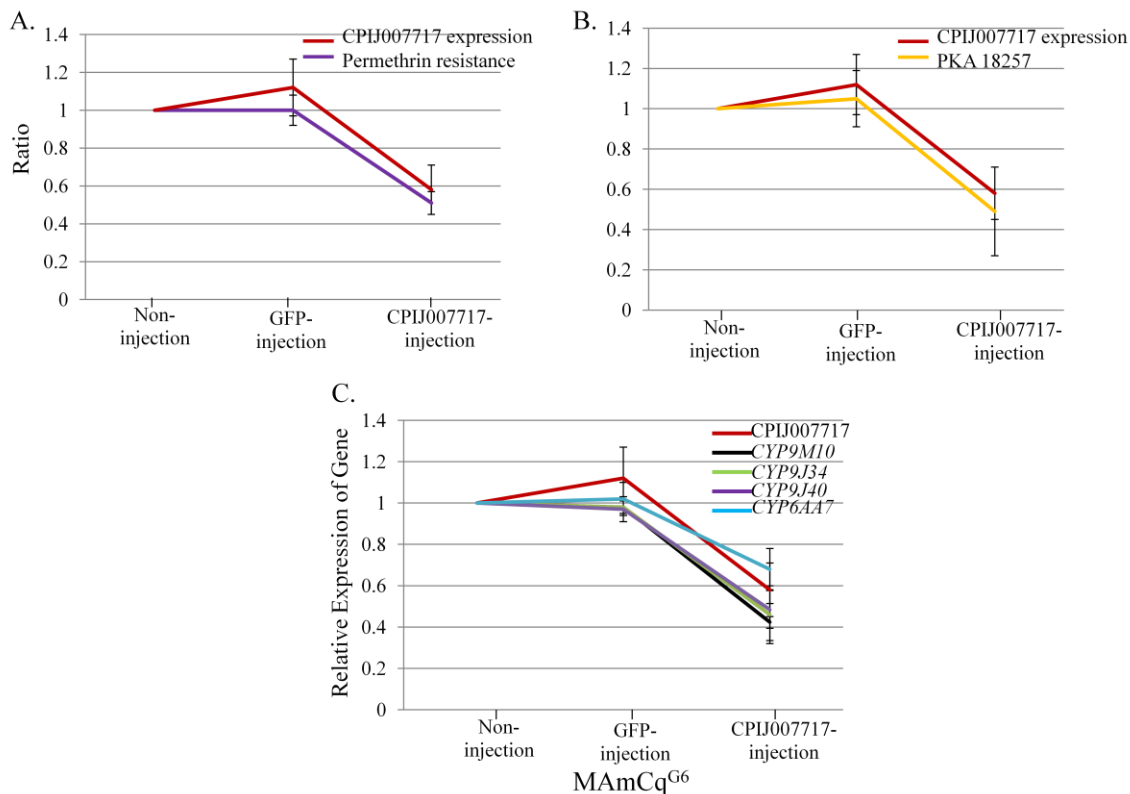 A.
1.4
1.2
1
0.8
0.6
0.4
0.2
0
Ratio
CPIJ007717 expression
Permethrin resistance
Non-
injection
GFP-
injection
CPIJ007717-
injection
B.
1.4
1.2
1
0.8
0.6
0.4
0.2
0
CPIJ007717 expression
PKA 18257
Non-
injection
GFP-
injection
CPIJ007717-
injection
C.
1.4
1.2
1
0.8
0.6
0.4
0.2
0
Relative Expression of Gene
CPIJ007717
CYP9M10
CYP9J34
CYP9J40
CYP6AA7
Non-
injection
GFP-
injection
CPIJ007717-
injection
MAmCqG6